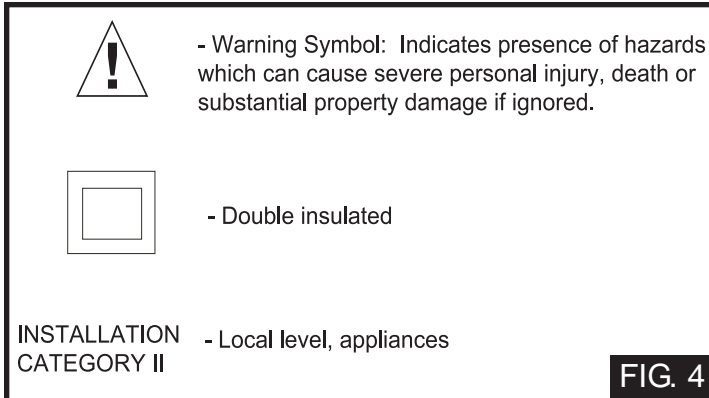 - Warning Symbol: Indicates presence of hazards
which can cause severe personal injury, death or
substantial property damage if ignored.
- Double insulated
INSTALLATION
CATEGORY II
- Local level, appliances
FIG. 4